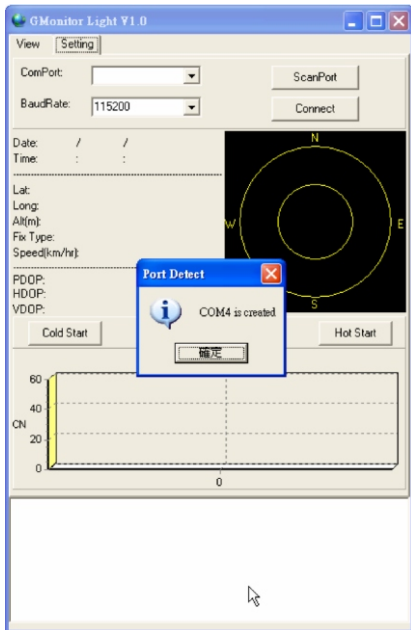 GMonitor Light V1.0
View Setting
ComPort:
ScanPort
BaudRate: 115200
Connect
Date: / /
Time: : :
Lat:
Long:
Alt(m):
Fix Type:
Speed(km/hr):
PDOP:
HDOP:
VDOP:
N
W
E
S
Port Detect
COM4 is created
確定
Cold Start
Hot Start
60
40
CN
20
0
0